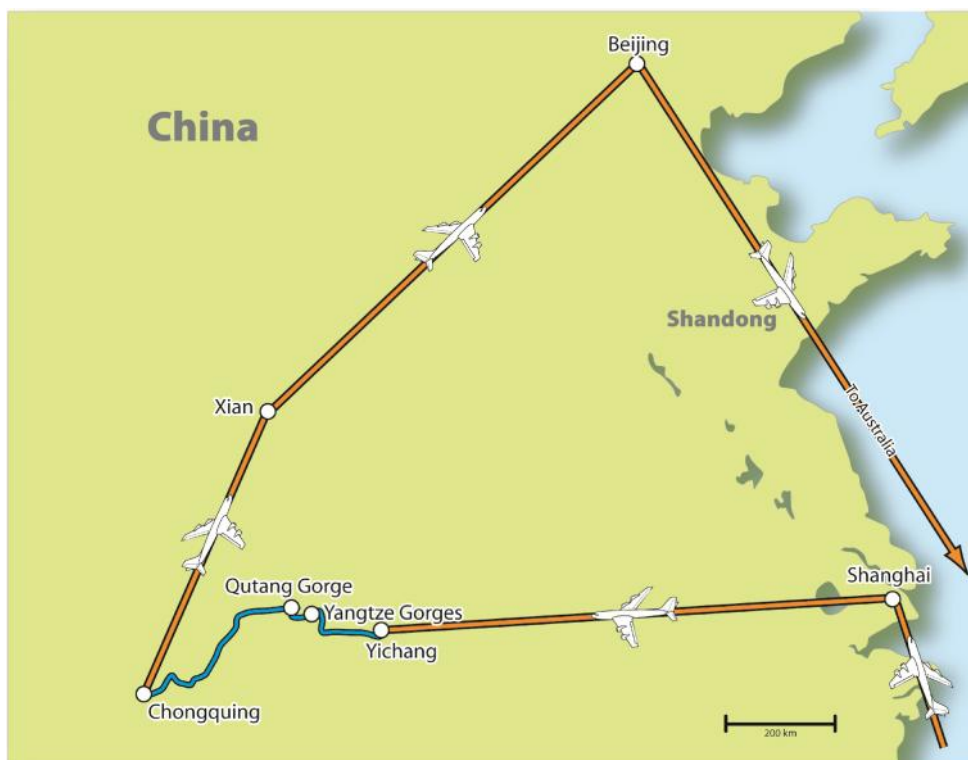 Beijing
China
Shandong
Xian
To Australia
Qutang Gorge
Shanghai
Yangtze Gorges
Yichang
Chongquing
200 km